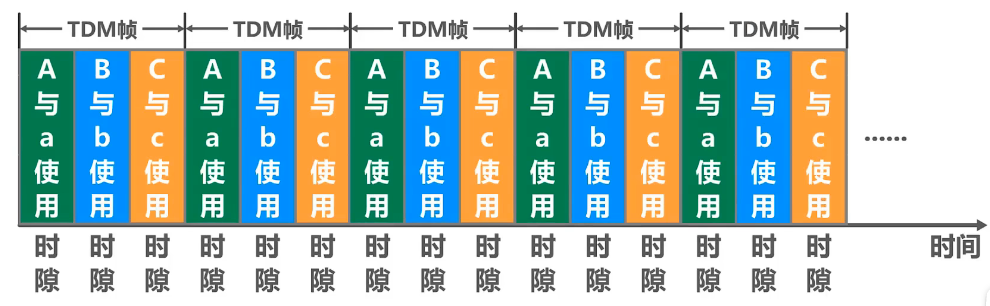 TDM帧 TDM帧 TDM帧 TDM帧 TDM帧
A与a使用 B与b使用 C与c使用 A与a使用 B与b使用 C与c使用 A与a使用 B与b使用 C与c使用 A与a使用 B与b使用 C与c使用 A与a使用 B与b使用 C与c使用 ······
时隙 时隙 时隙 时隙 时隙 时隙 时隙 时隙 时隙 时隙 时隙 时隙 时隙 时隙 时隙 时间